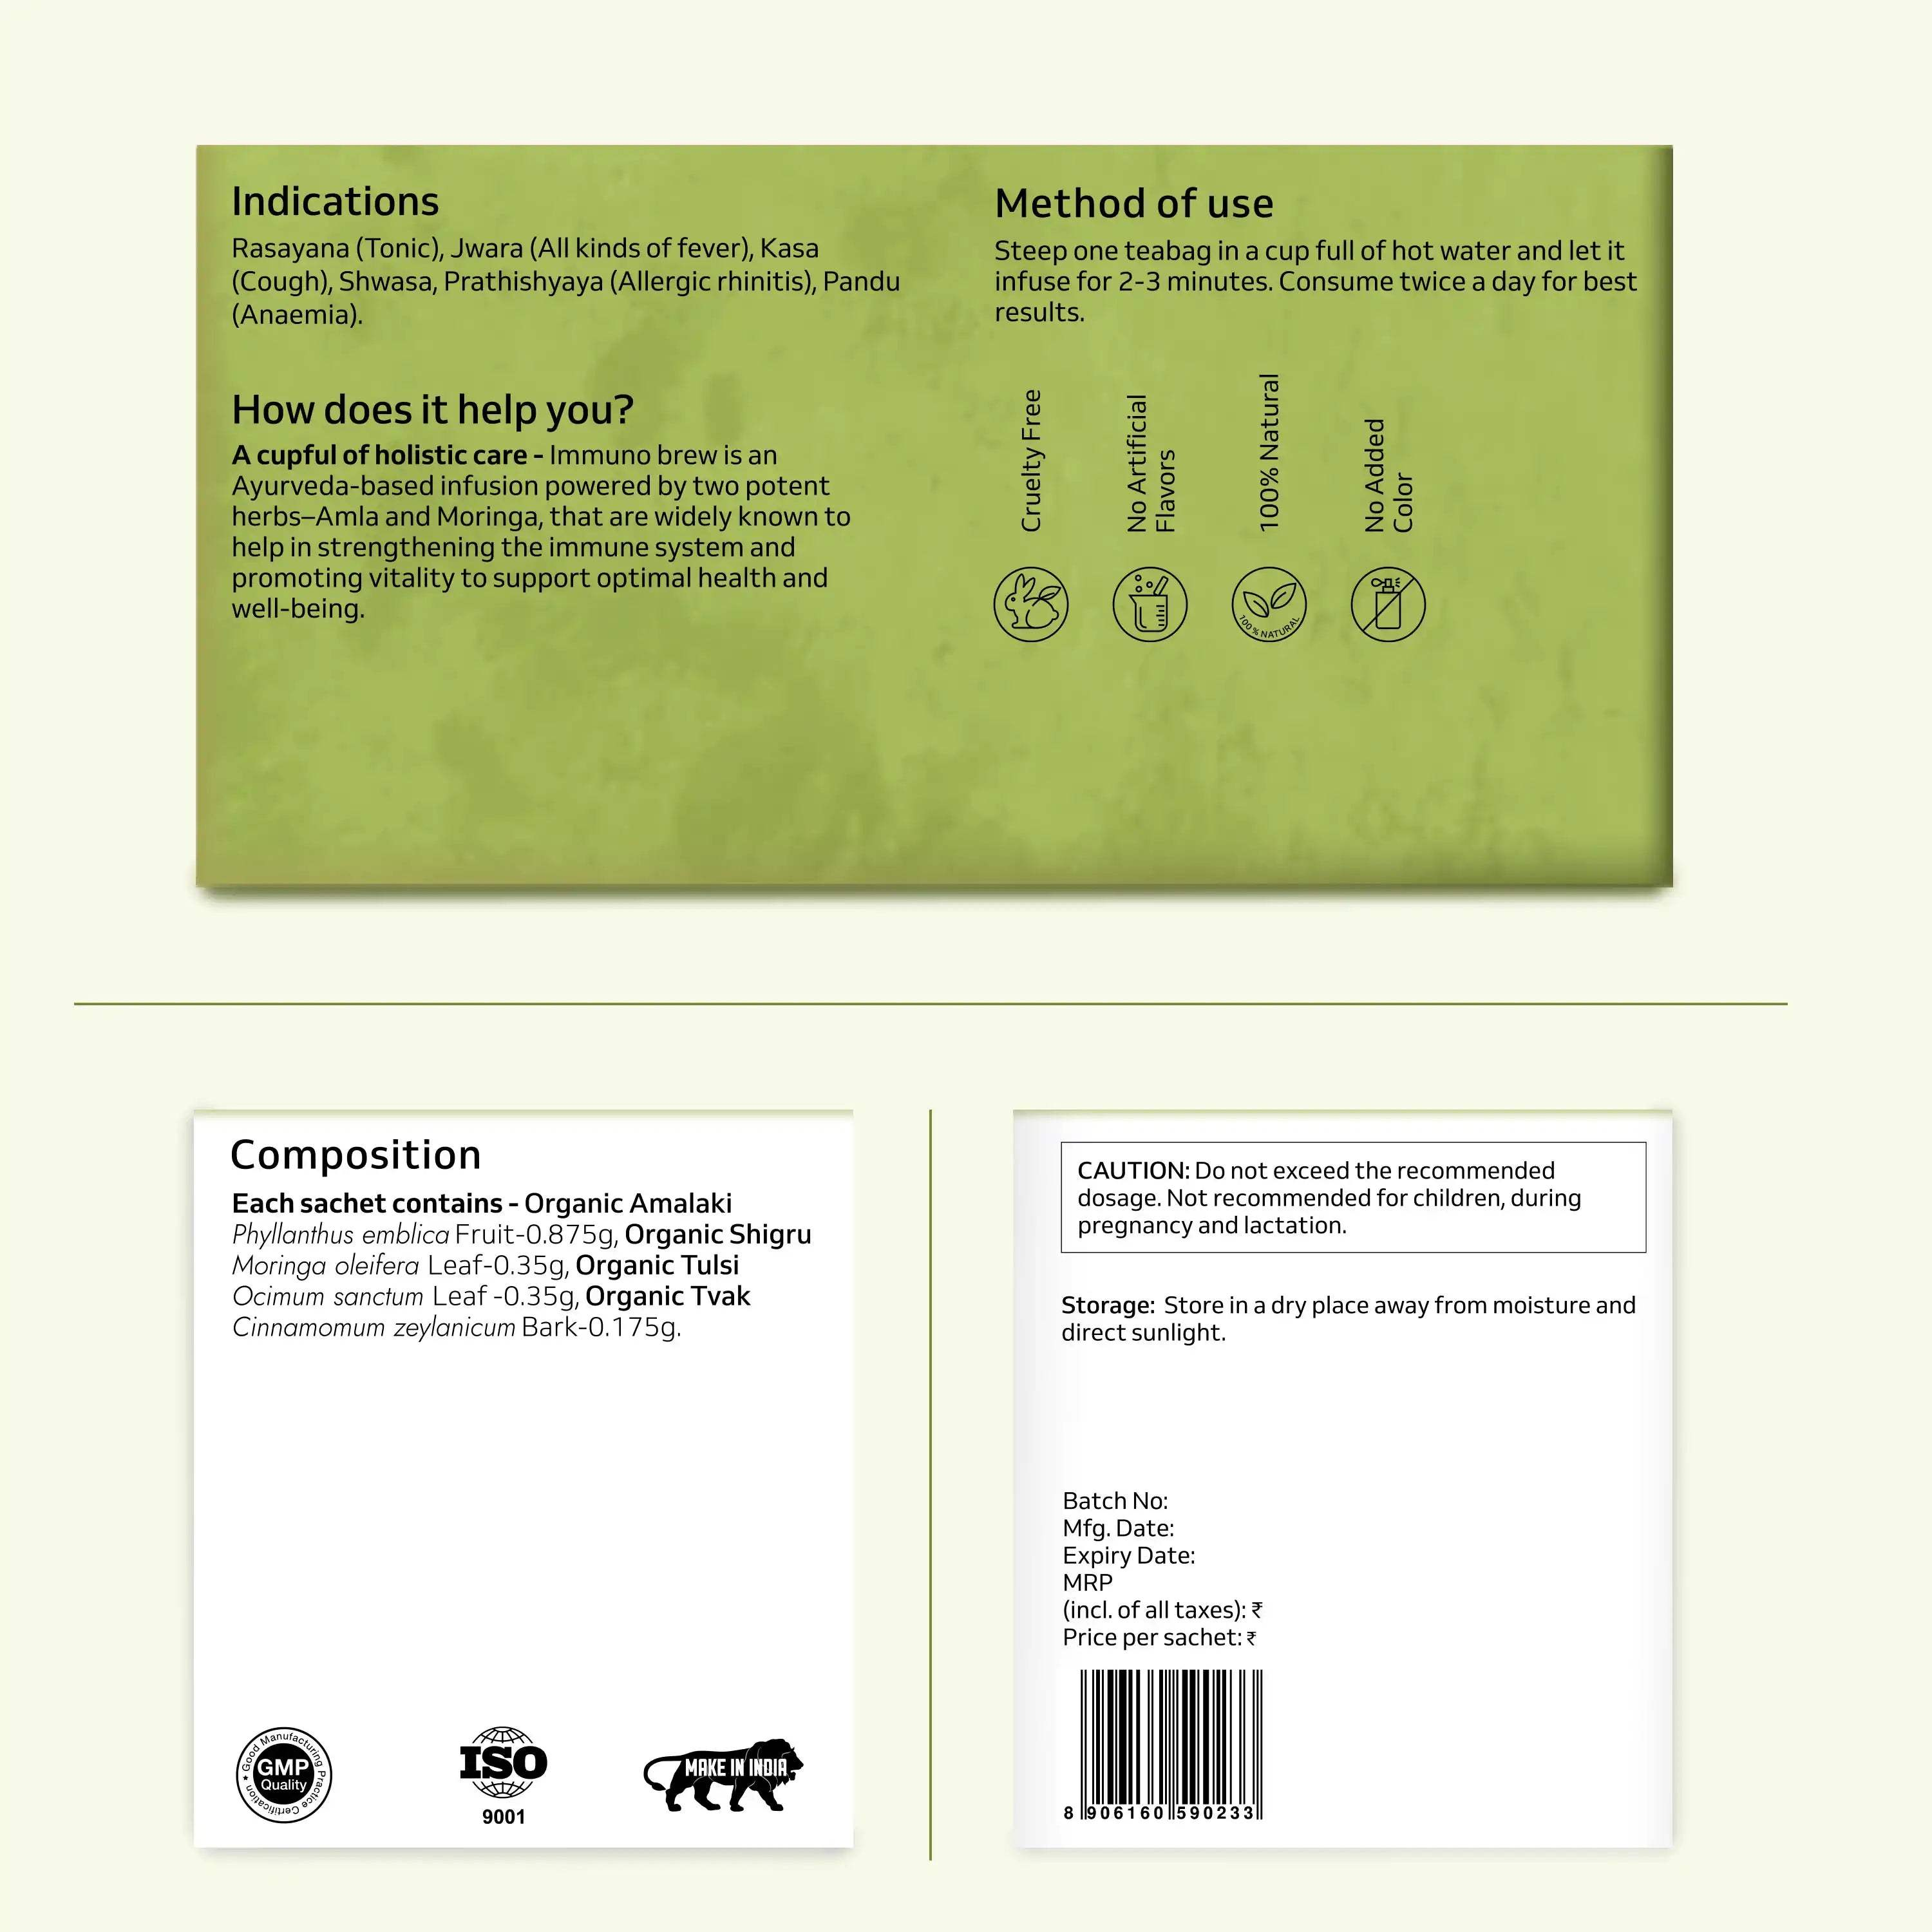 Indications
Rasayana (Tonic), Jwara (All kinds of fever), Kasa
(Cough), Shwasa, Prathishyaya (Allergic rhinitis), Pandu
(Anaemia).
How does it help you?
A cupful of holistic care - Immuno brew is an
Ayurveda-based infusion powered by two potent
herbs–Amla and Moringa, that are widely known to
help in strengthening the immune system and
promoting vitality to support optimal health and
well-being.
Method of use
Steep one teabag in a cup full of hot water and let it
infuse for 2-3 minutes. Consume twice a day for best
results.
Cruelty Free
No Artificial
Flavors
100% Natural
No Added
Color
100% NATURAL
Composition
Each sachet contains - Organic Amalaki
Phyllanthus emblica Fruit-0.875g, Organic Shigru
Moringa oleifera Leaf-0.35g, Organic Tulsi
Ocimum sanctum Leaf -0.35g, Organic Tvak
Cinnamomum zeylanicum Bark-0.175g.
Good Manufacturing Practice Certification
GMP
Quality
ISO
9001
MAKE IN INDIA
CAUTION: Do not exceed the recommended
dosage. Not recommended for children, during
pregnancy and lactation.
Storage: Store in a dry place away from moisture and
direct sunlight.
Batch No:
Mfg. Date:
Expiry Date:
MRP
(incl. of all taxes): ₹
Price per sachet: ₹
8 906160 590233